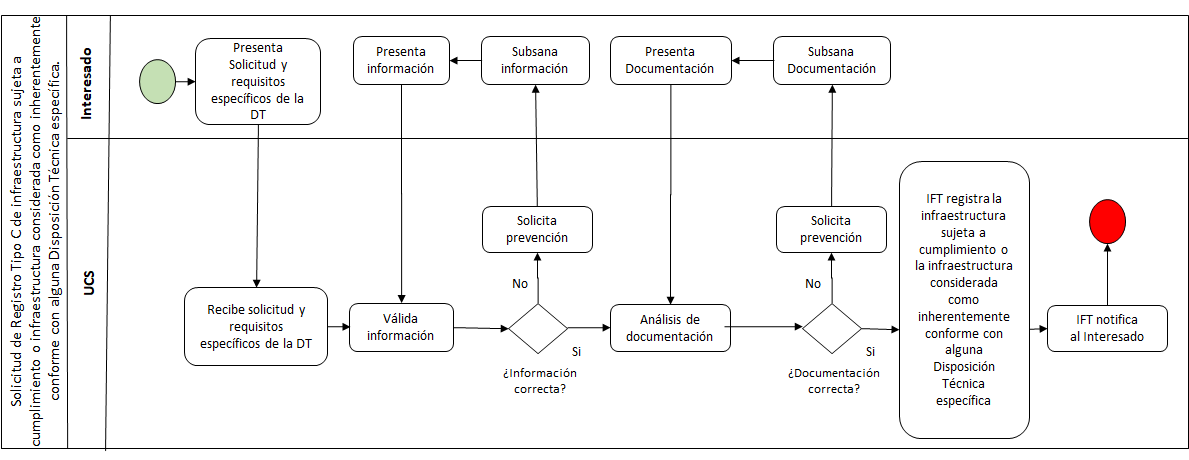 Solicitud de Registro Tipo C de infraestructura sujeta a
cumplimiento o infraestructura considerada como inherentemente
conforme con alguna Disposición Técnica específica.
Interesado
Presenta
Solicitud y
requisitos
específicos de la
DT
Presenta
información
Subsana
información
Presenta
Documentación
Subsana
Documentación
UCS
Recibe solicitud y
requisitos
específicos de la DT
Válida
información
Solicita
prevención
No
Si
¿Información
correcta?
Análisis de
documentación
Solicita
prevención
No
Si
¿Documentación
correcta?
IFT registra la
infraestructura
sujeta a
cumplimiento o
la infraestructura
considerada
como
inherentemente
conforme con
alguna
Disposición
Técnica
específica
IFT notifica
al Interesado